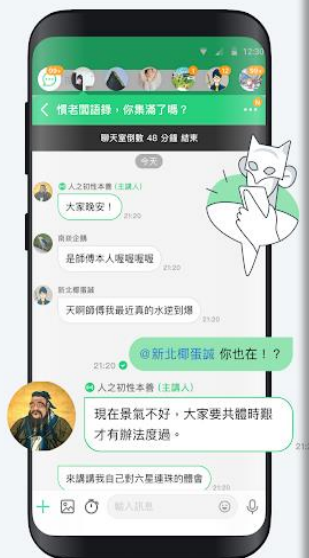 12:30
99+
7
12
99+
慣老闆語錄，你集滿了嗎？
N
聊天室倒數 48 分鐘 結束
今天
人之初性本善 (主講人)
大家晚安！
21:20
南崁企鵝
是師傅本人喔喔喔喔
21:20
新北椰蛋誠
天啊師傅我最近真的水逆到爆
21:20
@新北椰蛋誠 你也在！？
21:20
人之初性本善 (主講人)
現在景氣不好，大家要共體時艱
才有辦法度過。
來講講我自己對六星連珠的體會
21:20
輸入訊息